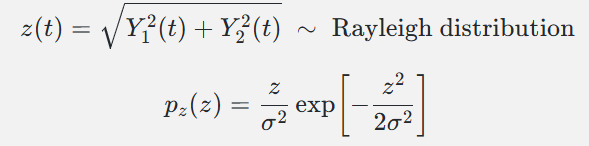 z(t) = √(Y₁²(t) + Y₂²(t)) ∼ Rayleigh distribution
p_z(z) = z/σ² exp[−z²/2σ²]